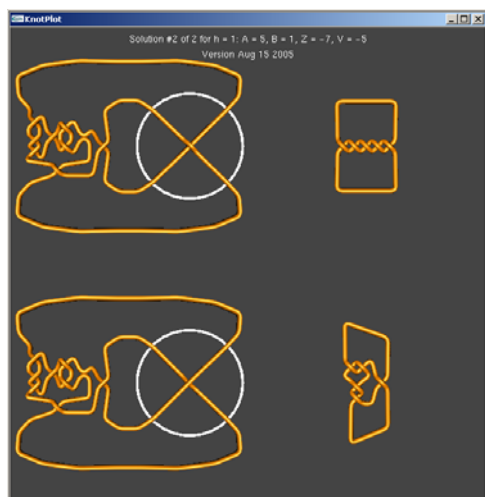 KnotPlot
Solution #2 of 2 for h = 1: A = 5, B = 1, Z = -7, V = -5
Version Aug 15 2005